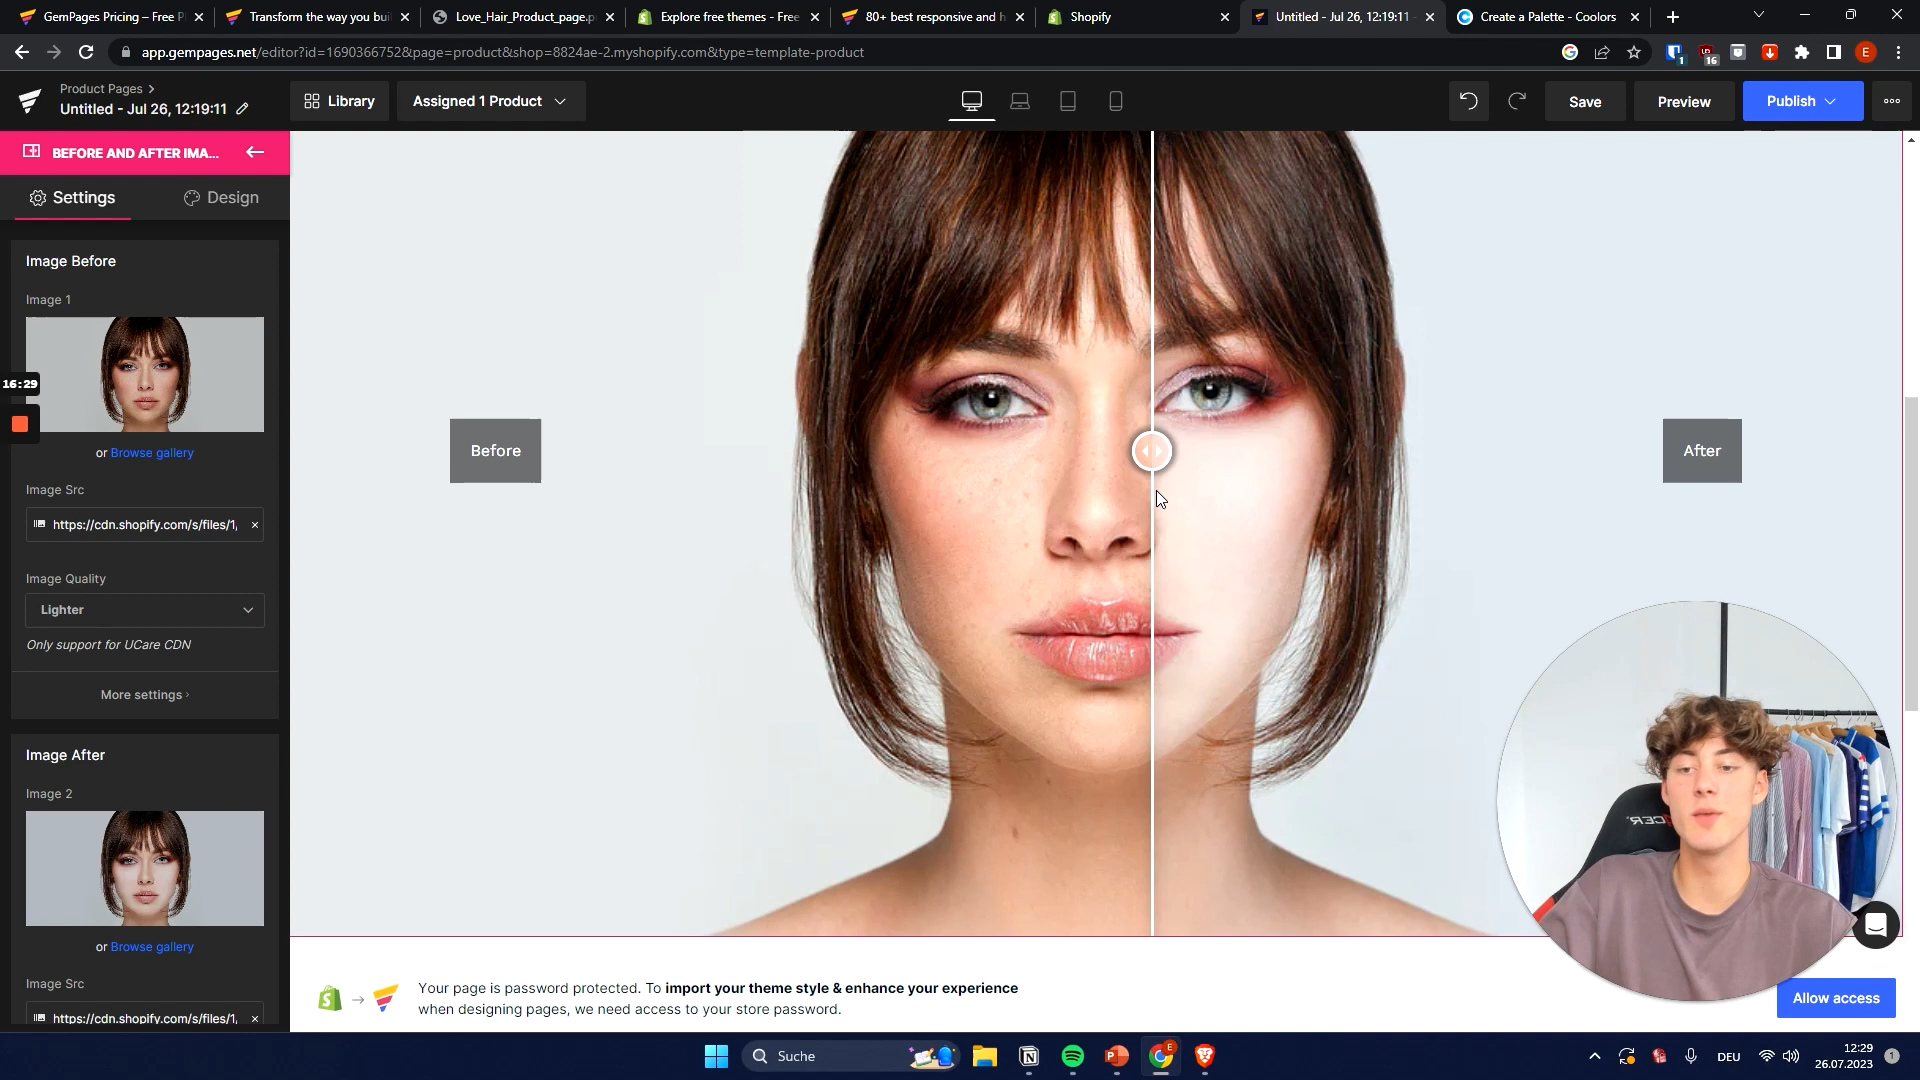 GemPages Pricing – Free P
Transform the way you bui
Love_Hair_Product_page.p
Explore free themes - Free
80+ best responsive and h
Shopify
Untitled - Jul 26, 12:19:11
Create a Palette - Coolors
app.gempages.net/editor?id=1690366752&page=product&shop=8824ae-2.myshopify.com&type=template-product
1
16
E
Product Pages >
Untitled - Jul 26, 12:19:11
Library
Assigned 1 Product
Save
Preview
Publish
BEFORE AND AFTER IMA...
Settings
Design
Image Before
Image 1
16:29
or Browse gallery
Image Src
https://cdn.shopify.com/s/files/1,
Image Quality
Lighter
Only support for UCare CDN
More settings ›
Image After
Image 2
or Browse gallery
Image Src
https://cdn.shopify.com/s/files/1,
Before
After
Your page is password protected. To import your theme style & enhance your experience
when designing pages, we need access to your store password.
Allow access
Suche
E
DEU
12:29
26.07.2023
1